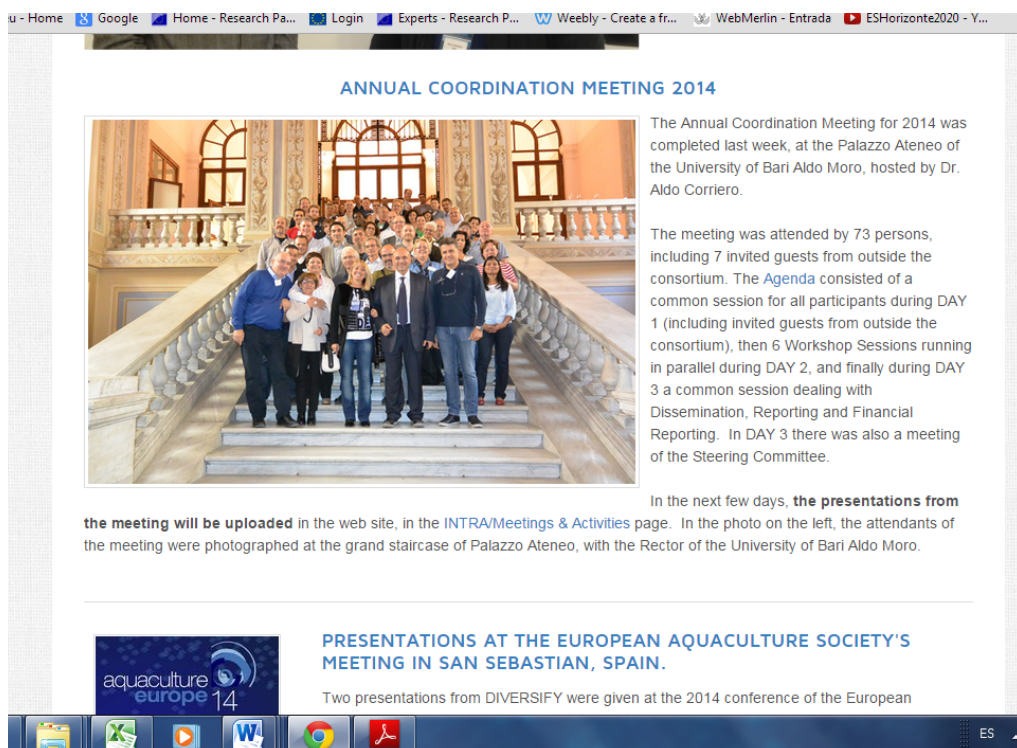 u - Home Google Home - Research Pa... Login Experts - Research P... Weebly - Create a fr... WebMerlin - Entrada ESHorizonte2020 - Y...
ANNUAL COORDINATION MEETING 2014
The Annual Coordination Meeting for 2014 was
completed last week, at the Palazzo Ateneo of
the University of Bari Aldo Moro, hosted by Dr.
Aldo Corriero.
The meeting was attended by 73 persons,
including 7 invited guests from outside the
consortium. The Agenda consisted of a
common session for all participants during DAY
1 (including invited guests from outside the
consortium), then 6 Workshop Sessions running
in parallel during DAY 2, and finally during DAY
3 a common session dealing with
Dissemination, Reporting and Financial
Reporting. In DAY 3 there was also a meeting
of the Steering Committee.
In the next few days, the presentations from
the meeting will be uploaded in the web site, in the INTRA/Meetings & Activities page. In the photo on the left, the attendants of
the meeting were photographed at the grand staircase of Palazzo Ateneo, with the Rector of the University of Bari Aldo Moro.
aquaculture
europe 14
PRESENTATIONS AT THE EUROPEAN AQUACULTURE SOCIETY'S
MEETING IN SAN SEBASTIAN, SPAIN.
Two presentations from DIVERSIFY were given at the 2014 conference of the European
ES